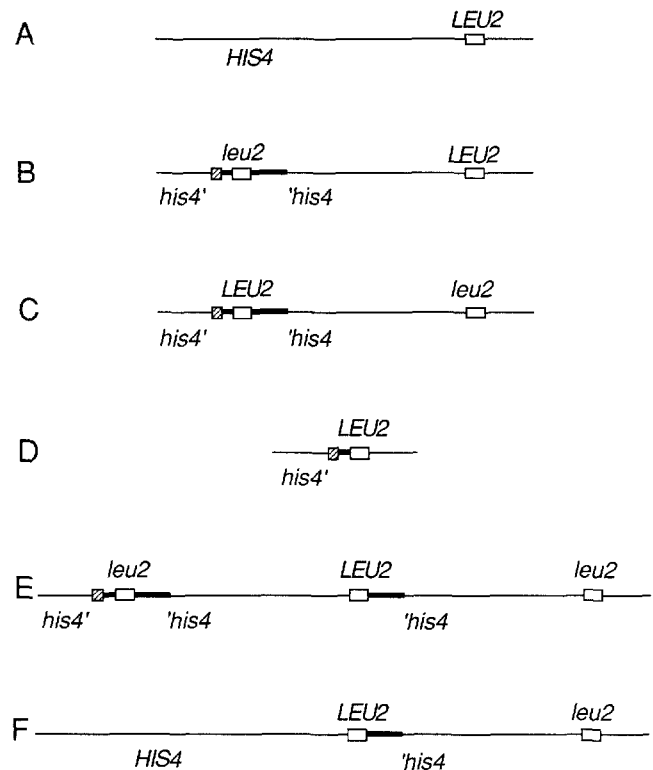 A
LEU2
HIS4
B
leu2 LEU2
his4' 'his4
C
LEU2 leu2
his4' 'his4
D
LEU2
his4'
E
leu2 LEU2 leu2
his4' 'his4 'his4
F
LEU2 leu2
HIS4 'his4